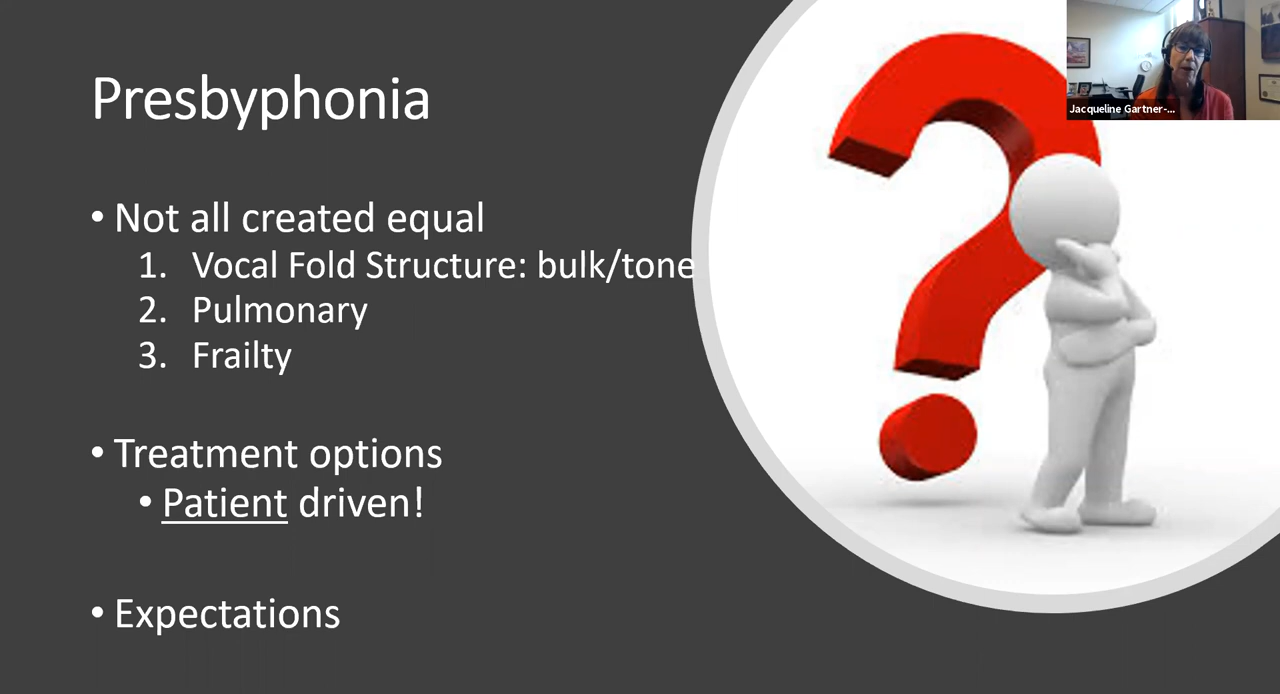 Presbyphonia
• Not all created equal
1. Vocal Fold Structure: bulk/tone
2. Pulmonary
3. Frailty
• Treatment options
• Patient driven!
• Expectations
Jacqueline Gartner-...